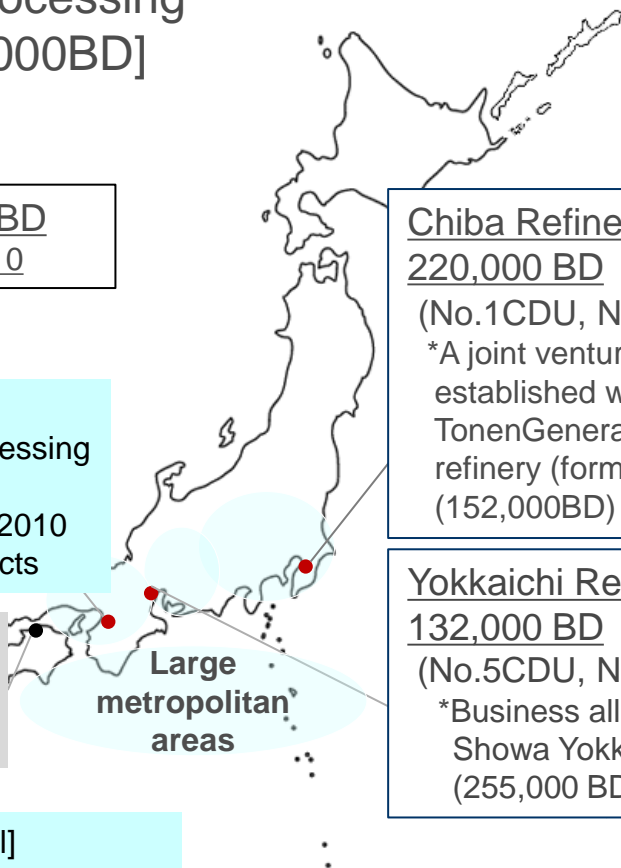 ocessing
000BD]
BD
10
Chiba Refine
220,000 BD
(No.1CDU, N
*A joint ventur
established w
TonenGenera
refinery (form
(152,000BD)
essing
2010
cts
Yokkaichi Re
132,000 BD
(No.5CDU, N
*Business all
Showa Yokk
(255,000 BD
Large
metropolitan
areas
l]